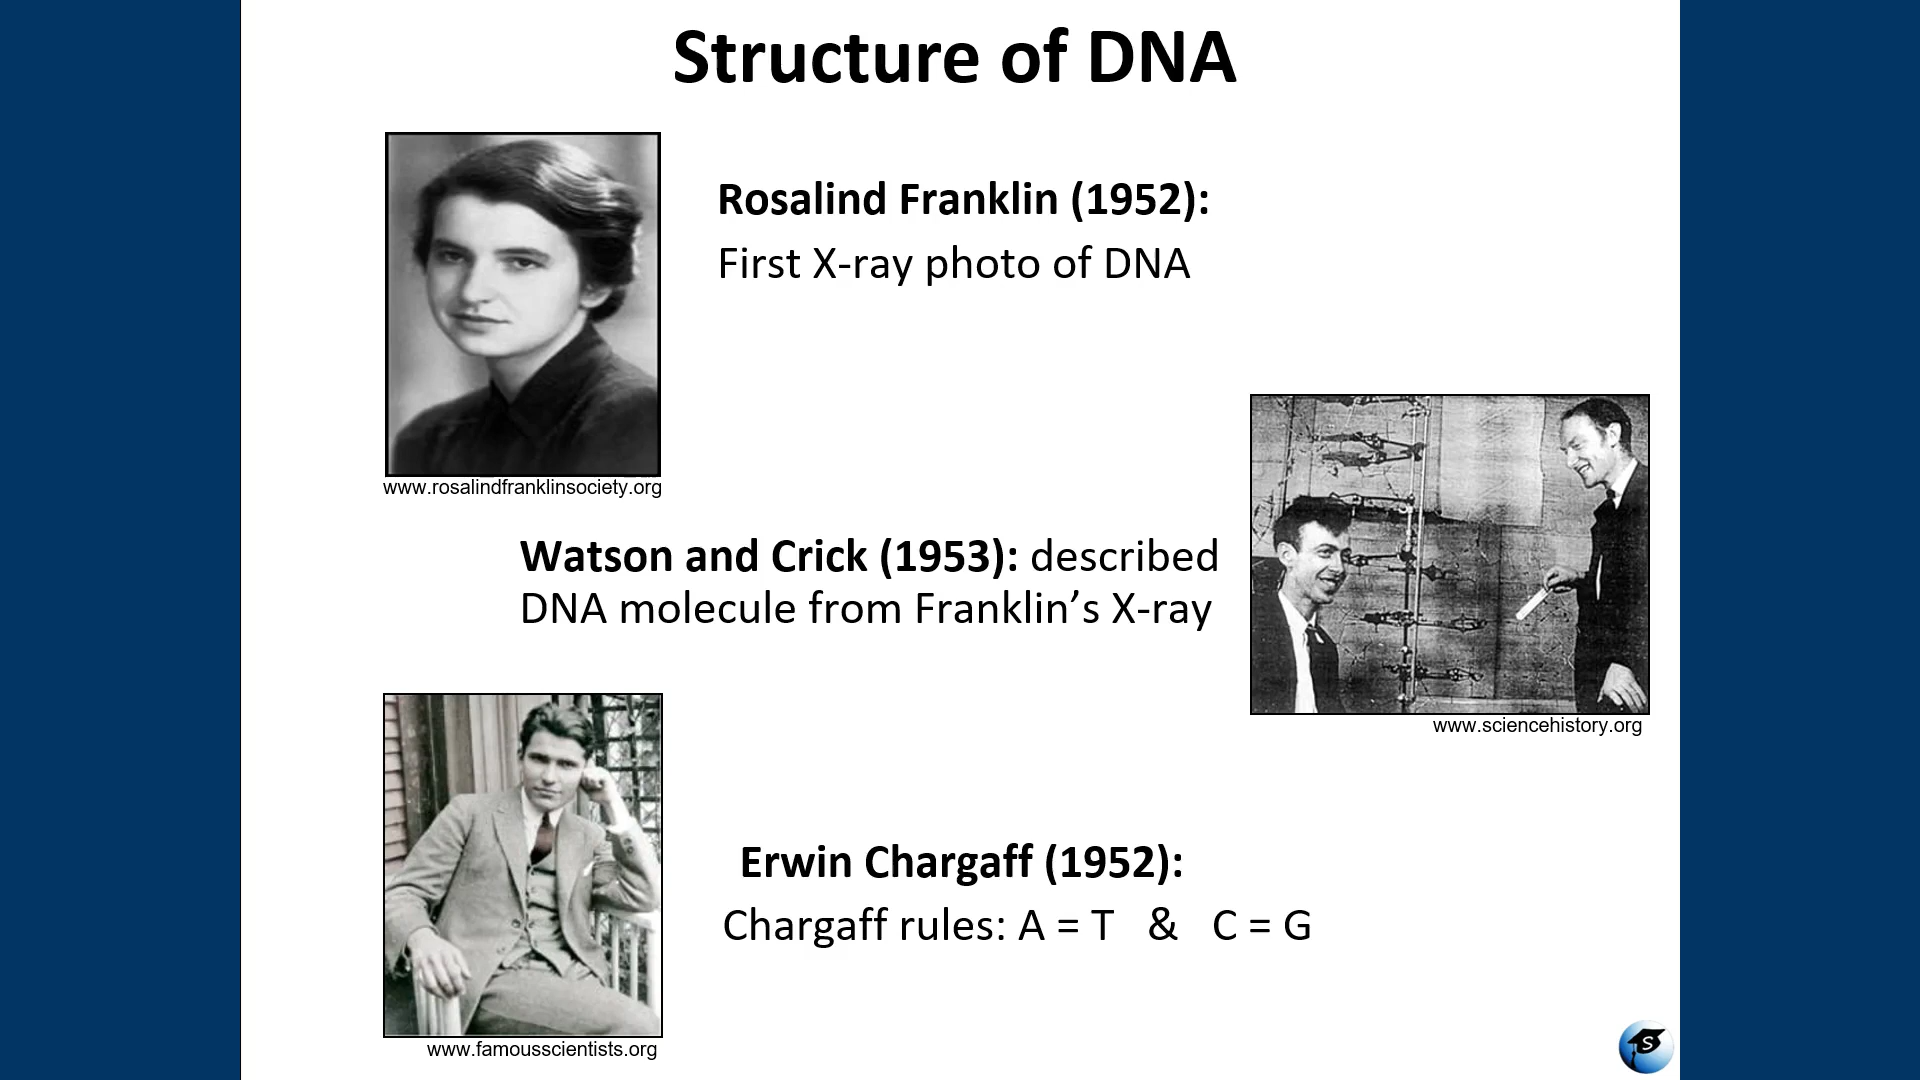 Structure of DNA
Rosalind Franklin (1952):
First X-ray photo of DNA
www.rosalindfranklinsociety.org
Watson and Crick (1953): described
DNA molecule from Franklin’s X-ray
www.sciencehistory.org
Erwin Chargaff (1952):
Chargaff rules: A = T & C = G
www.famousscientists.org
S